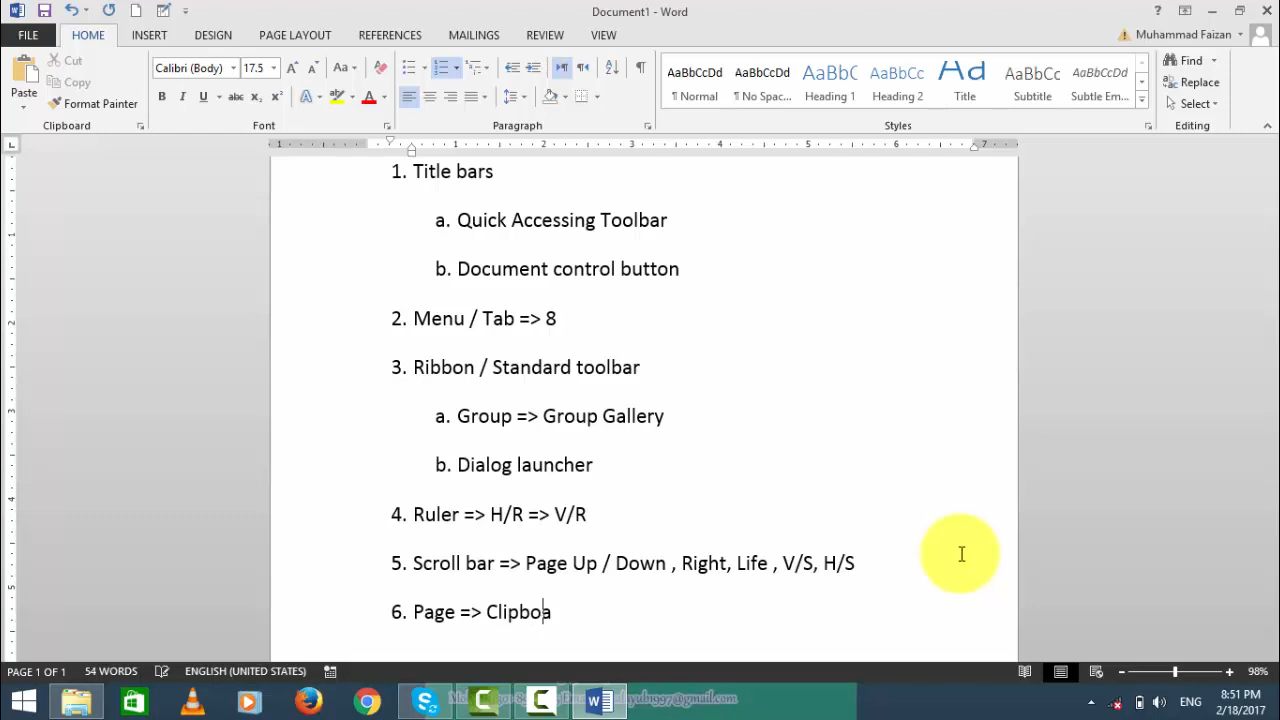 Document1 - Word
Muhammad Faizan
FILE HOME INSERT DESIGN PAGE LAYOUT REFERENCES MAILINGS REVIEW VIEW
Paste
Cut
Copy
Format Painter
Clipboard
Calibri (Body) 17.5
Font
Paragraph
AaBbCcDd AaBbCcDd AaBbC AaBbCc Ad AaBbCc AaBbCcDd
¶ Normal ¶ No Spac... Heading 1 Heading 2 Title Subtitle Subtle Em...
Styles
Find
Replace
Select
Editing
1. Title bars
a. Quick Accessing Toolbar
b. Document control button
2. Menu / Tab => 8
3. Ribbon / Standard toolbar
a. Group => Group Gallery
b. Dialog launcher
4. Ruler => H/R => V/R
5. Scroll bar => Page Up / Down , Right, Life , V/S, H/S
6. Page => Clipboa
PAGE 1 OF 1 54 WORDS ENGLISH (UNITED STATES) 98%
ENG
8:51 PM
2/18/2017